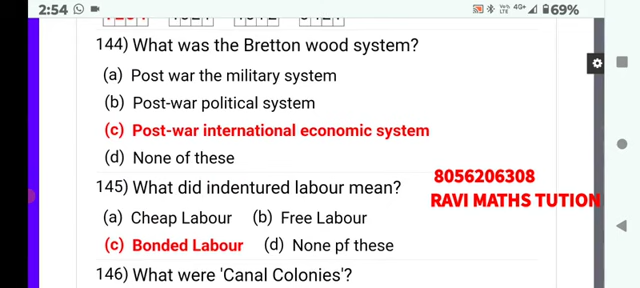 2:54 4G+ 69%
144) What was the Bretton wood system?
(a) Post war the military system
(b) Post-war political system
(c) Post-war international economic system
(d) None of these
8056206308
145) What did indentured labour mean?
RAVI MATHS TUTION
(a) Cheap Labour (b) Free Labour
(c) Bonded Labour (d) None pf these
146) What were 'Canal Colonies'?